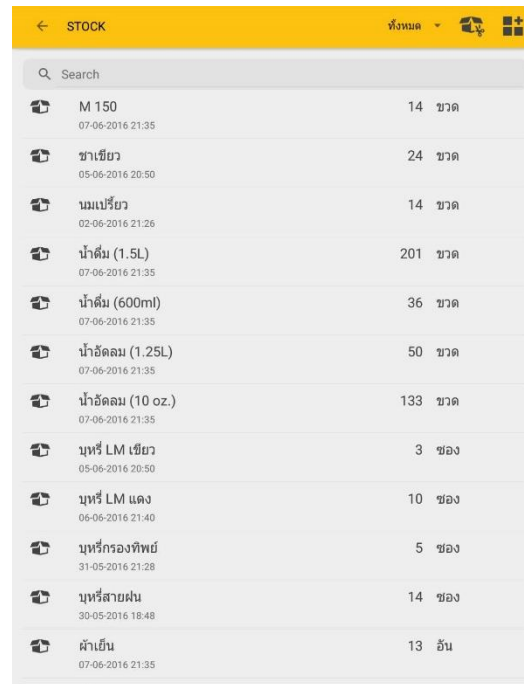 STOCK ทั้งหมด
Search
M 150 14 ขวด
07-06-2016 21:35
ชาเขียว 24 ขวด
05-06-2016 20:50
นมเปรี้ยว 14 ขวด
02-06-2016 21:26
น้ำดื่ม (1.5L) 201 ขวด
07-06-2016 21:35
น้ำดื่ม (600ml) 36 ขวด
07-06-2016 21:35
น้ำอัดลม (1.25L) 50 ขวด
07-06-2016 21:35
น้ำอัดลม (10 oz.) 133 ขวด
07-06-2016 21:35
บุหรี่ LM เขียว 3 ซอง
05-06-2016 20:50
บุหรี่ LM แดง 10 ซอง
06-06-2016 21:40
บุหรี่กรองทิพย์ 5 ซอง
31-05-2016 21:28
บุหรี่สายฝน 14 ซอง
30-05-2016 18:48
ผ้าเย็น 13 อัน
07-06-2016 21:35